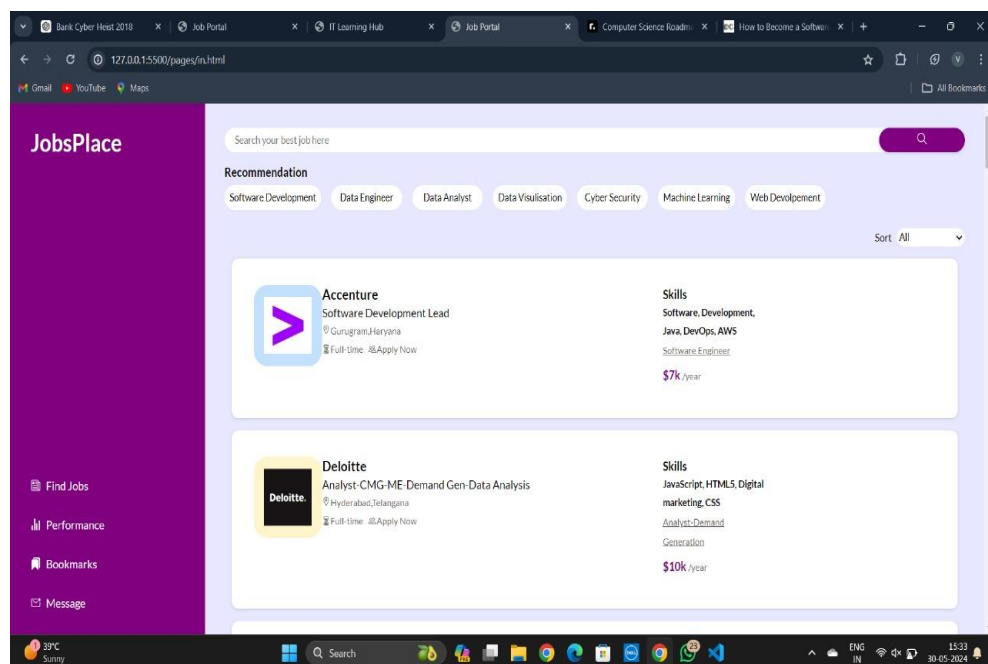 Bank Cyber Heist 2018
Job Portal
IT Learning Hub
Job Portal
Computer Science Roadm
How to Become a Softwar
127.0.0.1:5500/pages/in.html
V
Gmail YouTube Maps
All Bookmarks
JobsPlace
Search your best job here
Recommendation
Software Development Data Engineer Data Analyst Data Visulisation Cyber Security Machine Learning Web Devolpement
Sort All
Accenture
Software Development Lead
Gurugram,Haryana
Full-time Apply Now
Skills
Software, Development,
Java, DevOps, AWS
Software Engineer
$7k /year
Deloitte.
Deloitte
Analyst-CMG-ME-Demand Gen-Data Analysis
Hyderabad,Telangana
Full-time Apply Now
Skills
JavaScript, HTML5, Digital
marketing, CSS
Analyst-Demand
Generation
$10k /year
Find Jobs
Performance
Bookmarks
Message
1
39°C
Sunny
Search
23
ENG
IN
15:33
30-05-2024